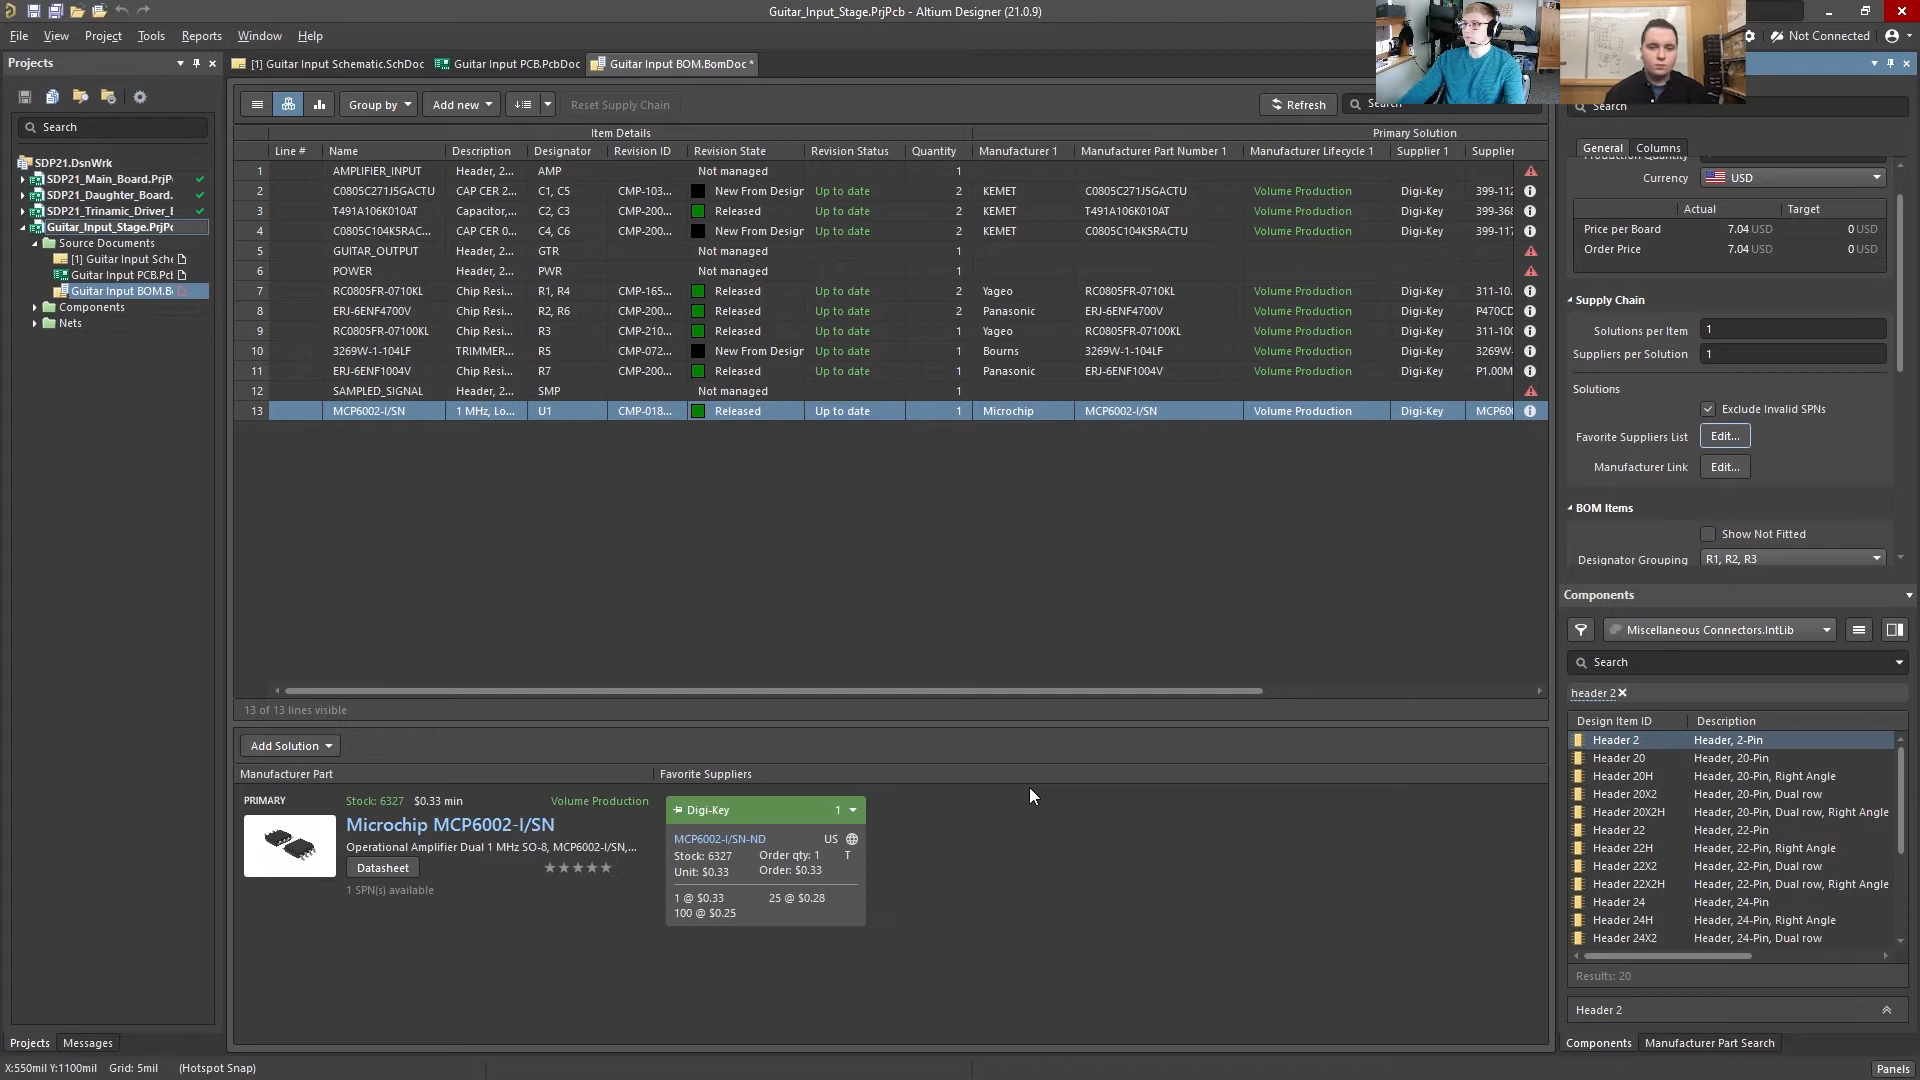 Guitar_Input_Stage.PrjPcb - Altium Designer (21.0.9)
File View Project Tools Reports Window Help
Not Connected
Projects
[1] Guitar Input Schematic.SchDoc Guitar Input PCB.PcbDoc Guitar Input BOM.BomDoc *
Search
SDP21.DsnWrk
SDP21_Main_Board.PrjP
SDP21_Daughter_Board.
SDP21_Trinamic_Driver_
Guitar_Input_Stage.PrjPc
Source Documents
[1] Guitar Input Sche
Guitar Input PCB.Pcl
Guitar Input BOM.B
Components
Nets
Group by Add new Reset Supply Chain Refresh Search
Item Details Primary Solution
Line # Name Description Designator Revision ID Revision State Revision Status Quantity Manufacturer 1 Manufacturer Part Number 1 Manufacturer Lifecycle 1 Supplier 1 Supplier
1 AMPLIFIER_INPUT Header, 2... AMP Not managed 1
2 C0805C271J5GACTU CAP CER 2... C1, C5 CMP-103... New From Desigr Up to date 2 KEMET C0805C271J5GACTU Volume Production Digi-Key 399-112
3 T491A106K010AT Capacitor,... C2, C3 CMP-200... Released Up to date 2 KEMET T491A106K010AT Volume Production Digi-Key 399-368
4 C0805C104K5RAC... CAP CER 0... C4, C6 CMP-200... New From Desigr Up to date 2 KEMET C0805C104K5RACTU Volume Production Digi-Key 399-117
5 GUITAR_OUTPUT Header, 2... GTR Not managed 1
6 POWER Header, 2... PWR Not managed 1
7 RC0805FR-0710KL Chip Resi... R1, R4 CMP-165... Released Up to date 2 Yageo RC0805FR-0710KL Volume Production Digi-Key 311-10.
8 ERJ-6ENF4700V Chip Resi... R2, R6 CMP-200... Released Up to date 2 Panasonic ERJ-6ENF4700V Volume Production Digi-Key P470CD
9 RC0805FR-07100KL Chip Resi... R3 CMP-210... Released Up to date 1 Yageo RC0805FR-07100KL Volume Production Digi-Key 311-100
10 3269W-1-104LF TRIMMER... R5 CMP-072... New From Desigr Up to date 1 Bourns 3269W-1-104LF Volume Production Digi-Key 3269W-
11 ERJ-6ENF1004V Chip Resi... R7 CMP-200... Released Up to date 1 Panasonic ERJ-6ENF1004V Volume Production Digi-Key P1.00M
12 SAMPLED_SIGNAL Header, 2... SMP Not managed 1
13 MCP6002-I/SN 1 MHz, Lo... U1 CMP-018... Released Up to date 1 Microchip MCP6002-I/SN Volume Production Digi-Key MCP60
13 of 13 lines visible
Add Solution
Manufacturer Part Favorite Suppliers
PRIMARY Stock: 6327 $0.33 min Volume Production
Microchip MCP6002-I/SN
Operational Amplifier Dual 1 MHz SO-8, MCP6002-I/SN,...
Datasheet
1 SPN(s) available
Digi-Key 1
MCP6002-I/SN-ND US
Stock: 6327 Order qty: 1 T
Unit: $0.33 Order: $0.33
1 @ $0.33 25 @ $0.28
100 @ $0.25
Search
General Columns
Production Quantity
Currency USD
Actual Target
Price per Board 7.04 USD 0 USD
Order Price 7.04 USD 0 USD
Supply Chain
Solutions per Item 1
Suppliers per Solution 1
Solutions
Exclude Invalid SPNs
Favorite Suppliers List Edit...
Manufacturer Link Edit...
BOM Items
Show Not Fitted
Designator Grouping R1, R2, R3
Components
Miscellaneous Connectors.IntLib
Search
header 2
Design Item ID Description
Header 2 Header, 2-Pin
Header 20 Header, 20-Pin
Header 20H Header, 20-Pin, Right Angle
Header 20X2 Header, 20-Pin, Dual row
Header 20X2H Header, 20-Pin, Dual row, Right Angle
Header 22 Header, 22-Pin
Header 22H Header, 22-Pin, Right Angle
Header 22X2 Header, 22-Pin, Dual row
Header 22X2H Header, 22-Pin, Dual row, Right Angle
Header 24 Header, 24-Pin
Header 24H Header, 24-Pin, Right Angle
Header 24X2 Header, 24-Pin, Dual row
Results: 20
Header 2
Projects Messages
Components Manufacturer Part Search
X:550mil Y:1100mil Grid: 5mil (Hotspot Snap)
Panels